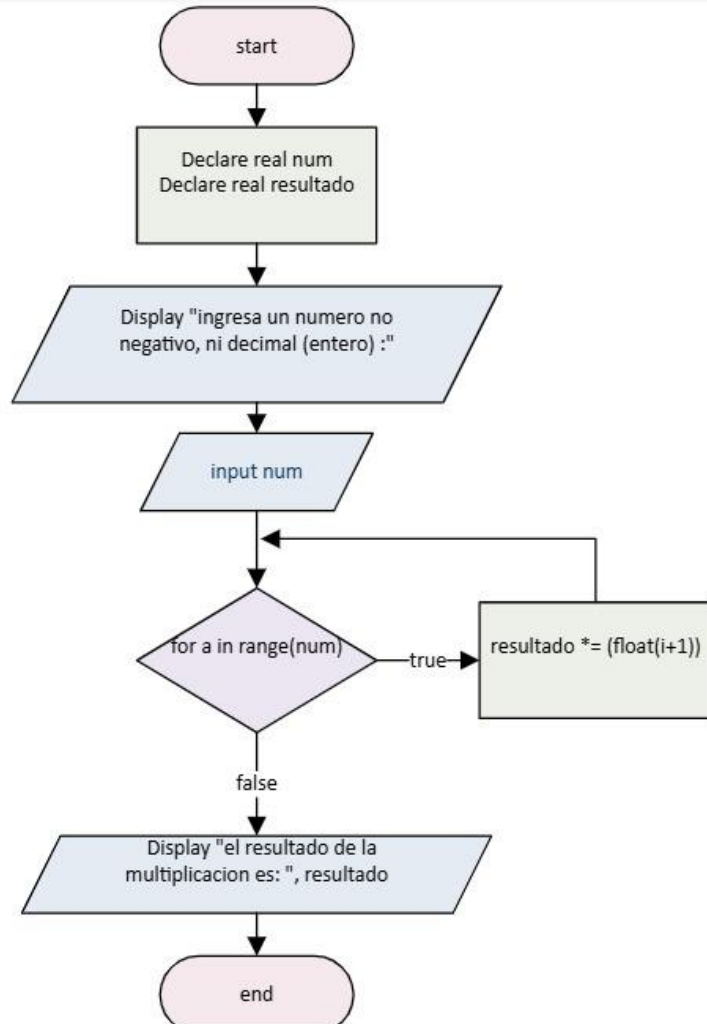 start
Declare real num
Declare real resultado
Display "ingresa un numero no
negativo, ni decimal (entero) :"
input num
for a in range(num)
true
resultado *= (float(i+1))
false
Display "el resultado de la
multiplicacion es: ", resultado
end